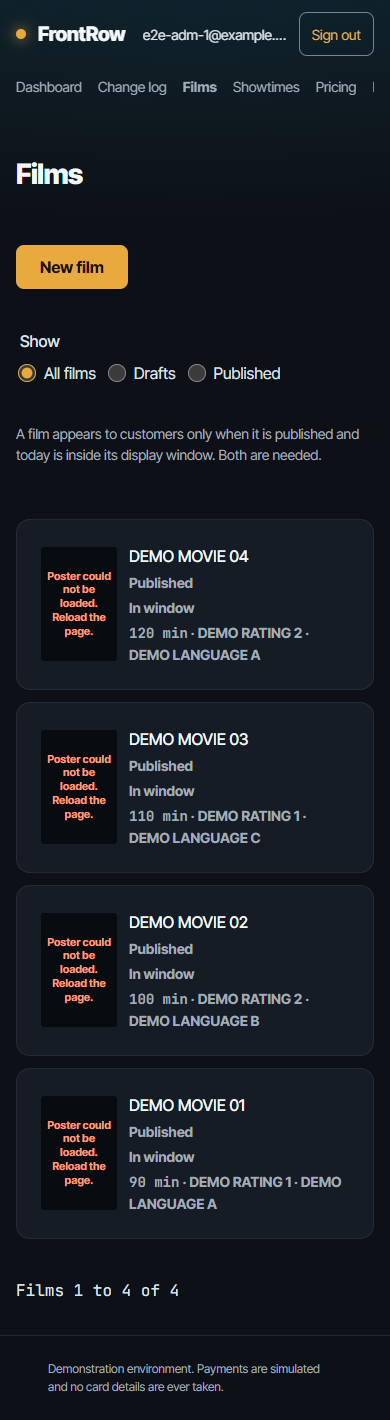 FrontRow
e2e-adm-1@example....
Sign out
Dashboard Change log Films Showtimes Pricing
Films
New film
Show
All films Drafts Published
A film appears to customers only when it is published and
today is inside its display window. Both are needed.
Poster could
not be
loaded.
Reload the
page.
DEMO MOVIE 04
Published
In window
120 min · DEMO RATING 2 ·
DEMO LANGUAGE A
Poster could
not be
loaded.
Reload the
page.
DEMO MOVIE 03
Published
In window
110 min · DEMO RATING 1 ·
DEMO LANGUAGE C
Poster could
not be
loaded.
Reload the
page.
DEMO MOVIE 02
Published
In window
100 min · DEMO RATING 2 ·
DEMO LANGUAGE B
Poster could
not be
loaded.
Reload the
page.
DEMO MOVIE 01
Published
In window
90 min · DEMO RATING 1 · DEMO
LANGUAGE A
Films 1 to 4 of 4
Demonstration environment. Payments are simulated
and no card details are ever taken.